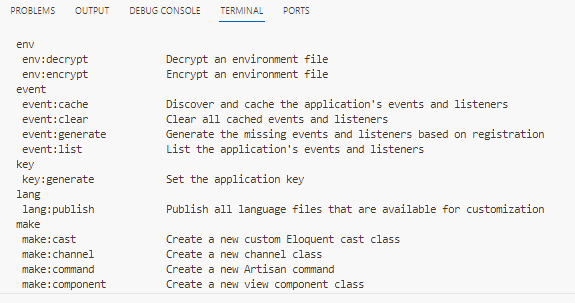 PROBLEMS OUTPUT DEBUG CONSOLE TERMINAL PORTS
env
env:decrypt Decrypt an environment file
env:encrypt Encrypt an environment file
event
event:cache Discover and cache the application's events and listeners
event:clear Clear all cached events and listeners
event:generate Generate the missing events and listeners based on registration
event:list List the application's events and listeners
key
key:generate Set the application key
lang
lang:publish Publish all language files that are available for customization
make
make:cast Create a new custom Eloquent cast class
make:channel Create a new channel class
make:command Create a new Artisan command
make:component Create a new view component class